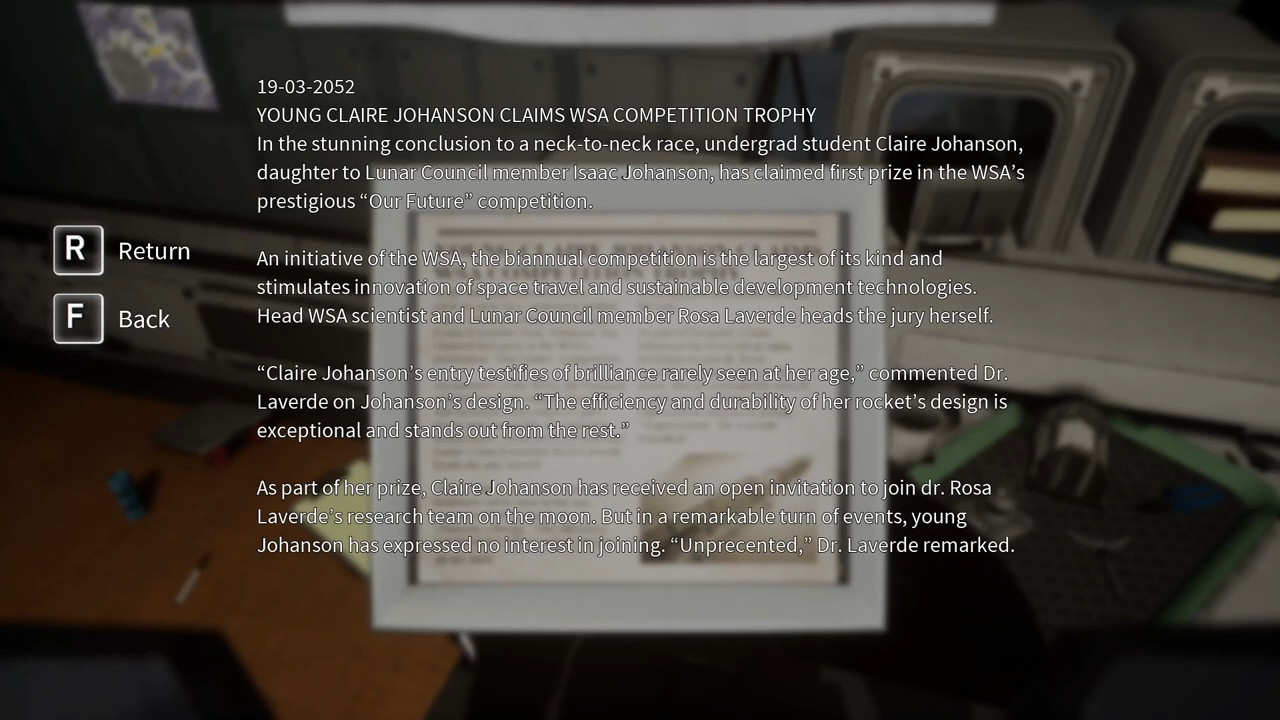 19-03-2052
YOUNG CLAIRE JOHANSON CLAIMS WSA COMPETITION TROPHY
In the stunning conclusion to a neck-to-neck race, undergrad student Claire Johanson,
daughter to Lunar Council member Isaac Johanson, has claimed first prize in the WSA's
prestigious “Our Future” competition.
An initiative of the WSA, the biannual competition is the largest of its kind and
stimulates innovation of space travel and sustainable development technologies.
Head WSA scientist and Lunar Council member Rosa Laverde heads the jury herself.
“Claire Johanson's entry testifies of brilliance rarely seen at her age,” commented Dr.
Laverde on Johanson's design. “The efficiency and durability of her rocket's design is
exceptional and stands out from the rest.”
As part of her prize, Claire Johanson has received an open invitation to join dr. Rosa
Laverde's research team on the moon. But in a remarkable turn of events, young
Johanson has expressed no interest in joining. “Unprecented,” Dr. Laverde remarked.
R Return
F Back